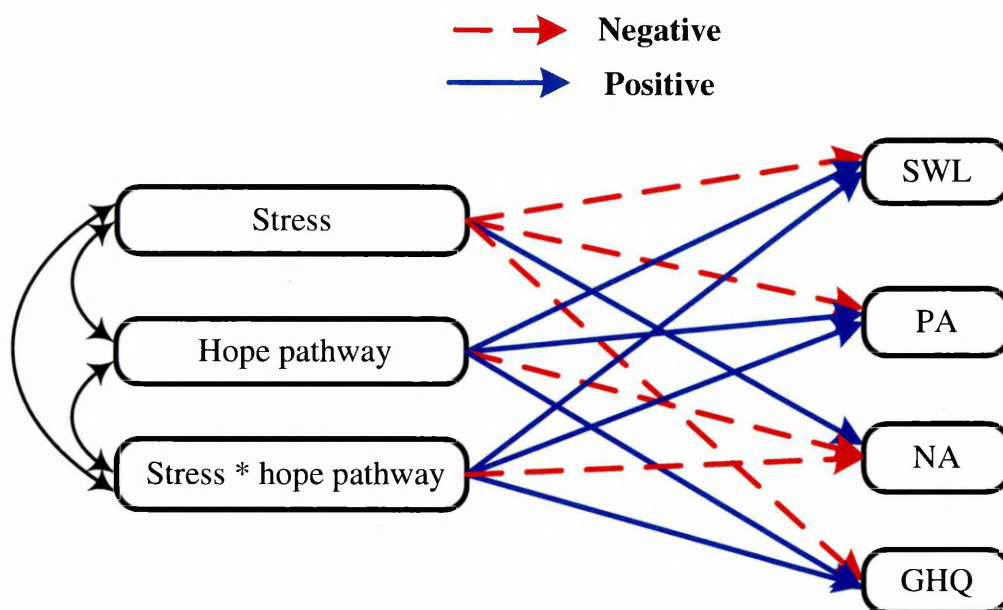 Negative
Positive
SWL
Stress
PA
Hope pathway
NA
Stress * hope pathway
GHQ